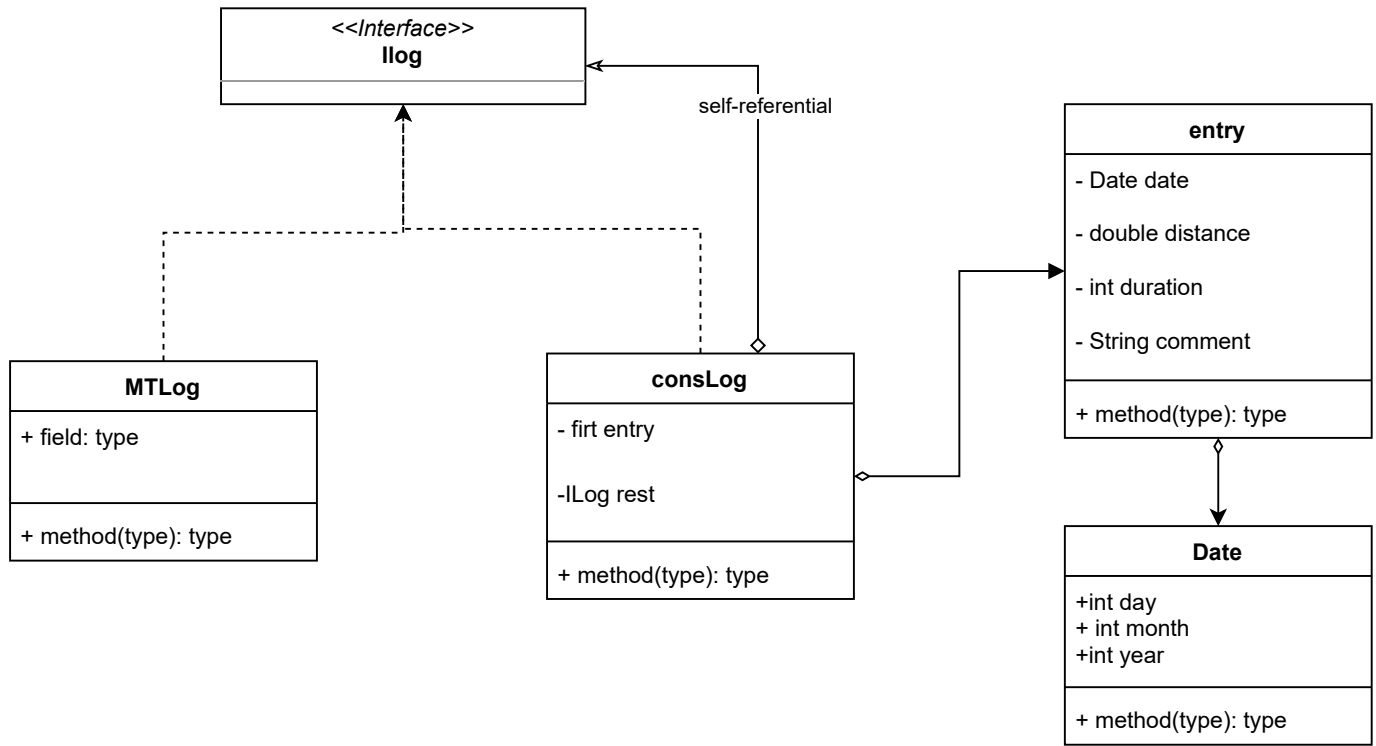 <<Interface>>
Ilog
self-referential
entry
- Date date
- double distance
- int duration
- String comment
+ method(type): type
MTLog
+ field: type
+ method(type): type
consLog
- firt entry
-ILog rest
+ method(type): type
Date
+int day
+ int month
+int year
+ method(type): type